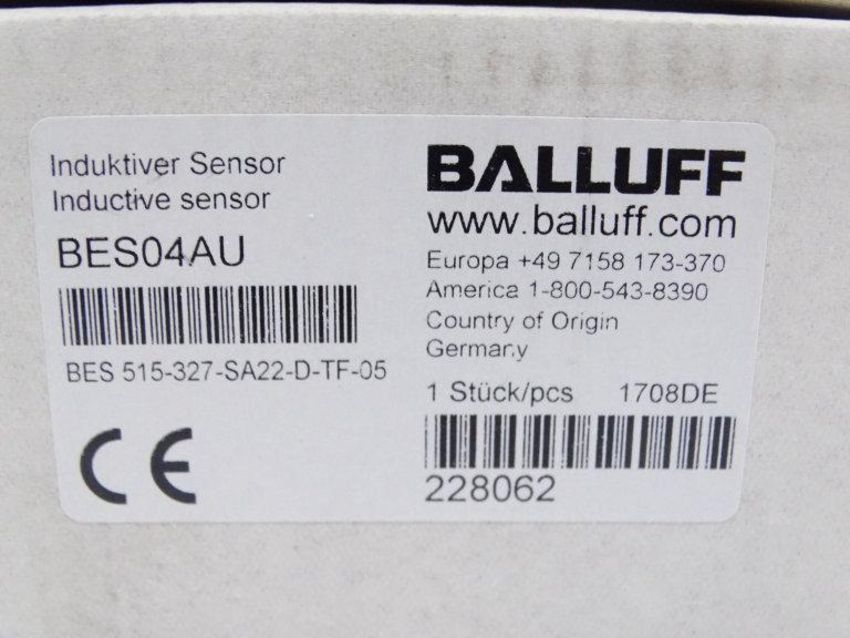 Induktiver Sensor
Inductive sensor
BES04AU
BES 515-327-SA22-D-TF-05
CE
BALLUFF
www.balluff.com
Europa +49 7158 173-370
America 1-800-543-8390
Country of Origin
Germany
1 Stück/pcs 1708DE
228062